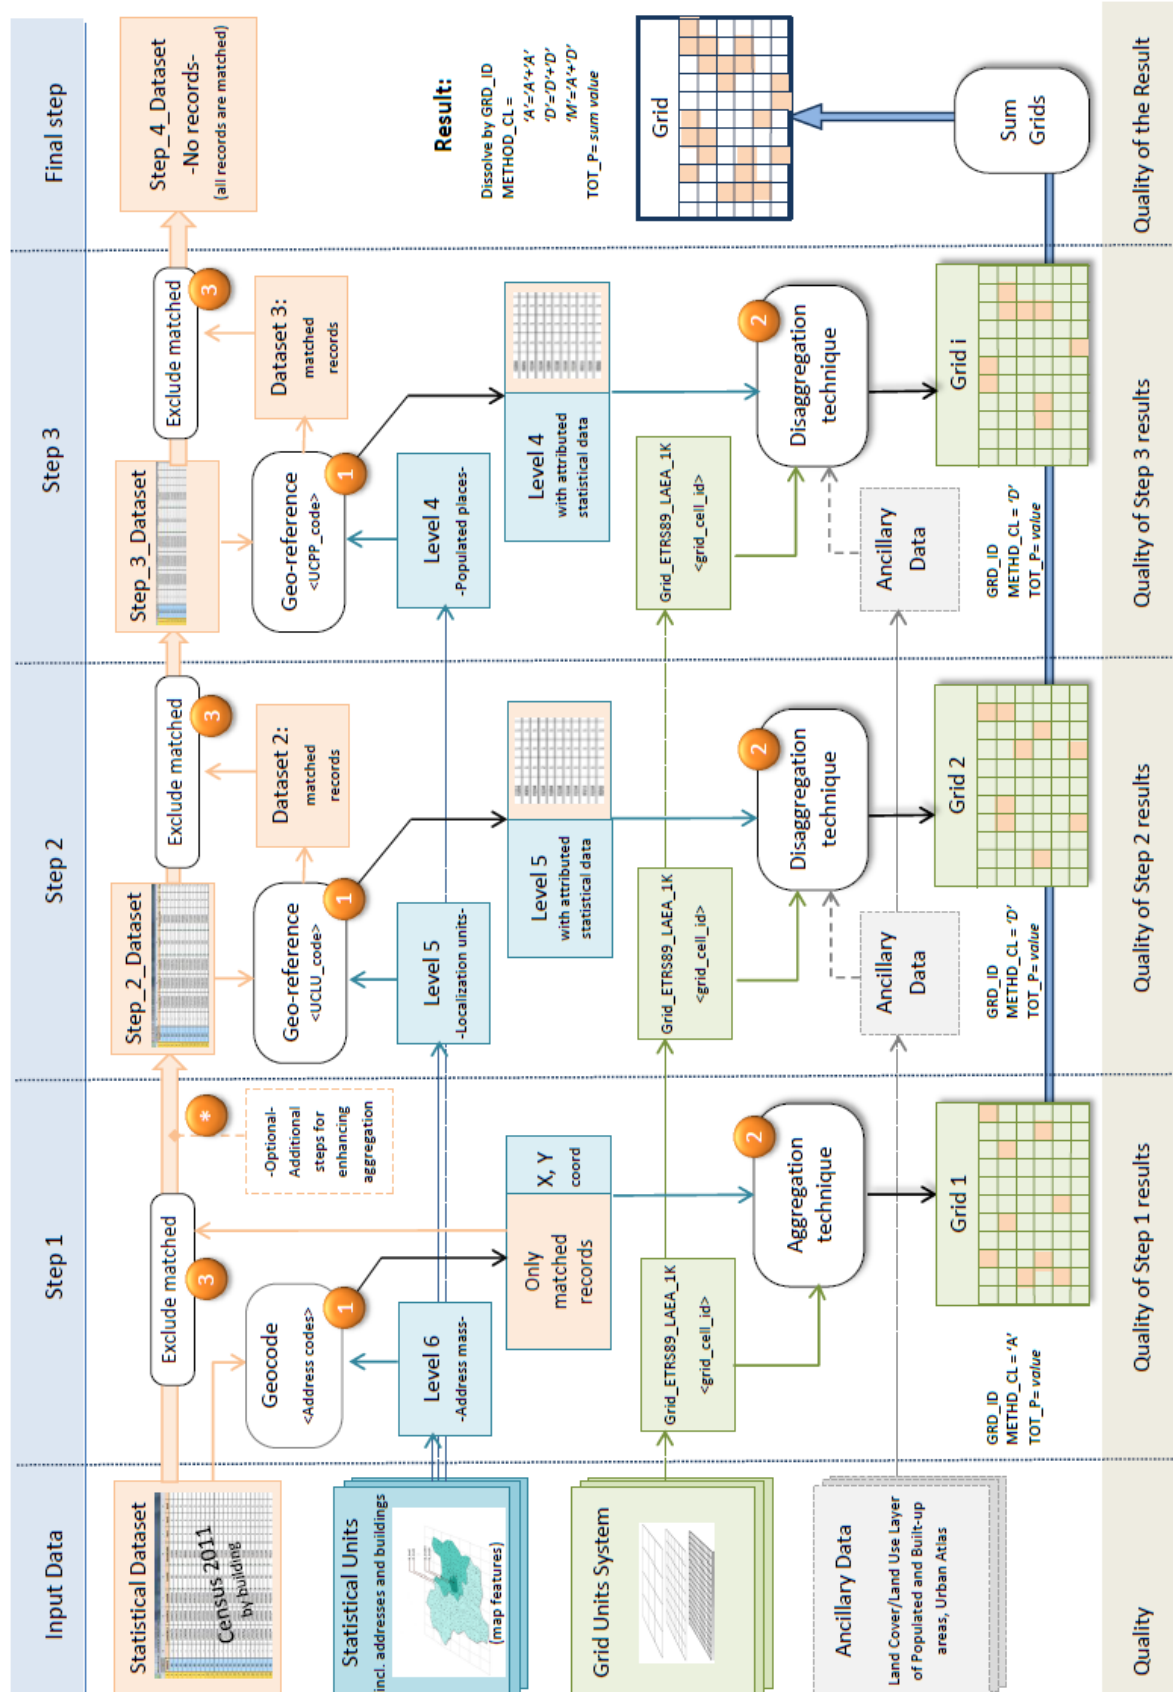 Input Data
Step 1
Step 2
Step 3
Final step
Statistical Dataset
Census 2011
by building
Statistical Units
incl. addresses and buildings
(map features)
Grid Units System
Ancillary Data
Land Cover/Land Use Layer
of Populated and Built-up
areas, Urban Atlas
Quality
Exclude matched
3
Geocode
<Address codes>
1
Level 6
-Address mass-
*
-Optional-
Additional
steps for
enhancing
aggregation
Only
matched
records
X, Y
coord
Grid_ETRS89_LAEA_1K
<grid_cell_id>
2
Aggregation
technique
Grid 1
GRD_ID
METHD_CL = 'A'
TOT_P= value
Quality of Step 1 results
Step_2_Dataset
Exclude matched
3
Geo-reference
<UCLU_code>
1
Dataset 2:
matched
records
Level 5
-Localization units-
Level 5
with attributed
statistical data
Grid_ETRS89_LAEA_1K
<grid_cell_id>
2
Disaggregation
technique
Ancillary
Data
Grid 2
GRD_ID
METHD_CL = 'D'
TOT_P= value
Quality of Step 2 results
Step_3_Dataset
Exclude matched
3
Geo-reference
<UCPP_code>
1
Dataset 3:
matched
records
Level 4
-Populated places-
Level 4
with attributed
statistical data
Grid_ETRS89_LAEA_1K
<grid_cell_id>
2
Disaggregation
technique
Ancillary
Data
Grid i
GRD_ID
METHD_CL = 'D'
TOT_P= value
Quality of Step 3 results
Step_4_Dataset
-No records-
(all records are matched)
Result:
Dissolve by GRD_ID
METHOD_CL =
'A'='A'+'A'
'D'='D'+'D'
'M'='A'+'D'
TOT_P= sum value
Grid
Sum
Grids
Quality of the Result